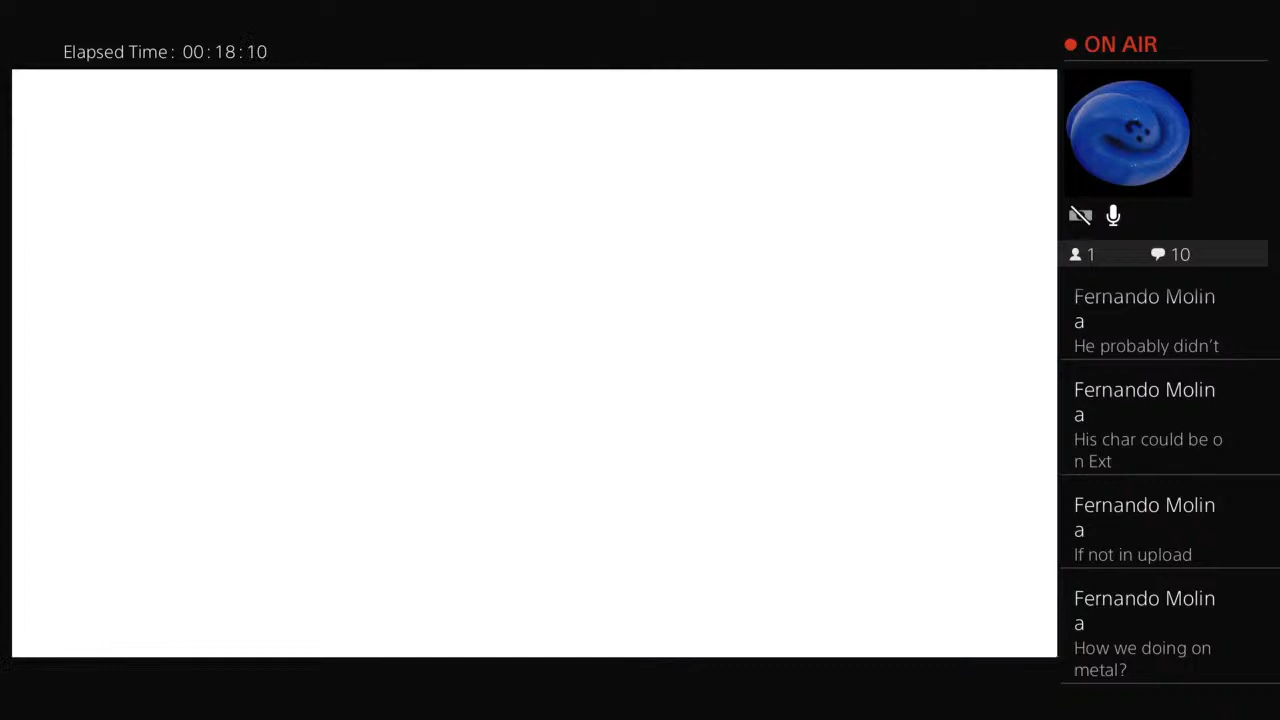 Elapsed Time: 00:18:10
ON AIR
1 10
Fernando Molin
a
He probably didn't
Fernando Molin
a
His char could be o
n Ext
Fernando Molin
a
If not in upload
Fernando Molin
a
How we doing on
metal?